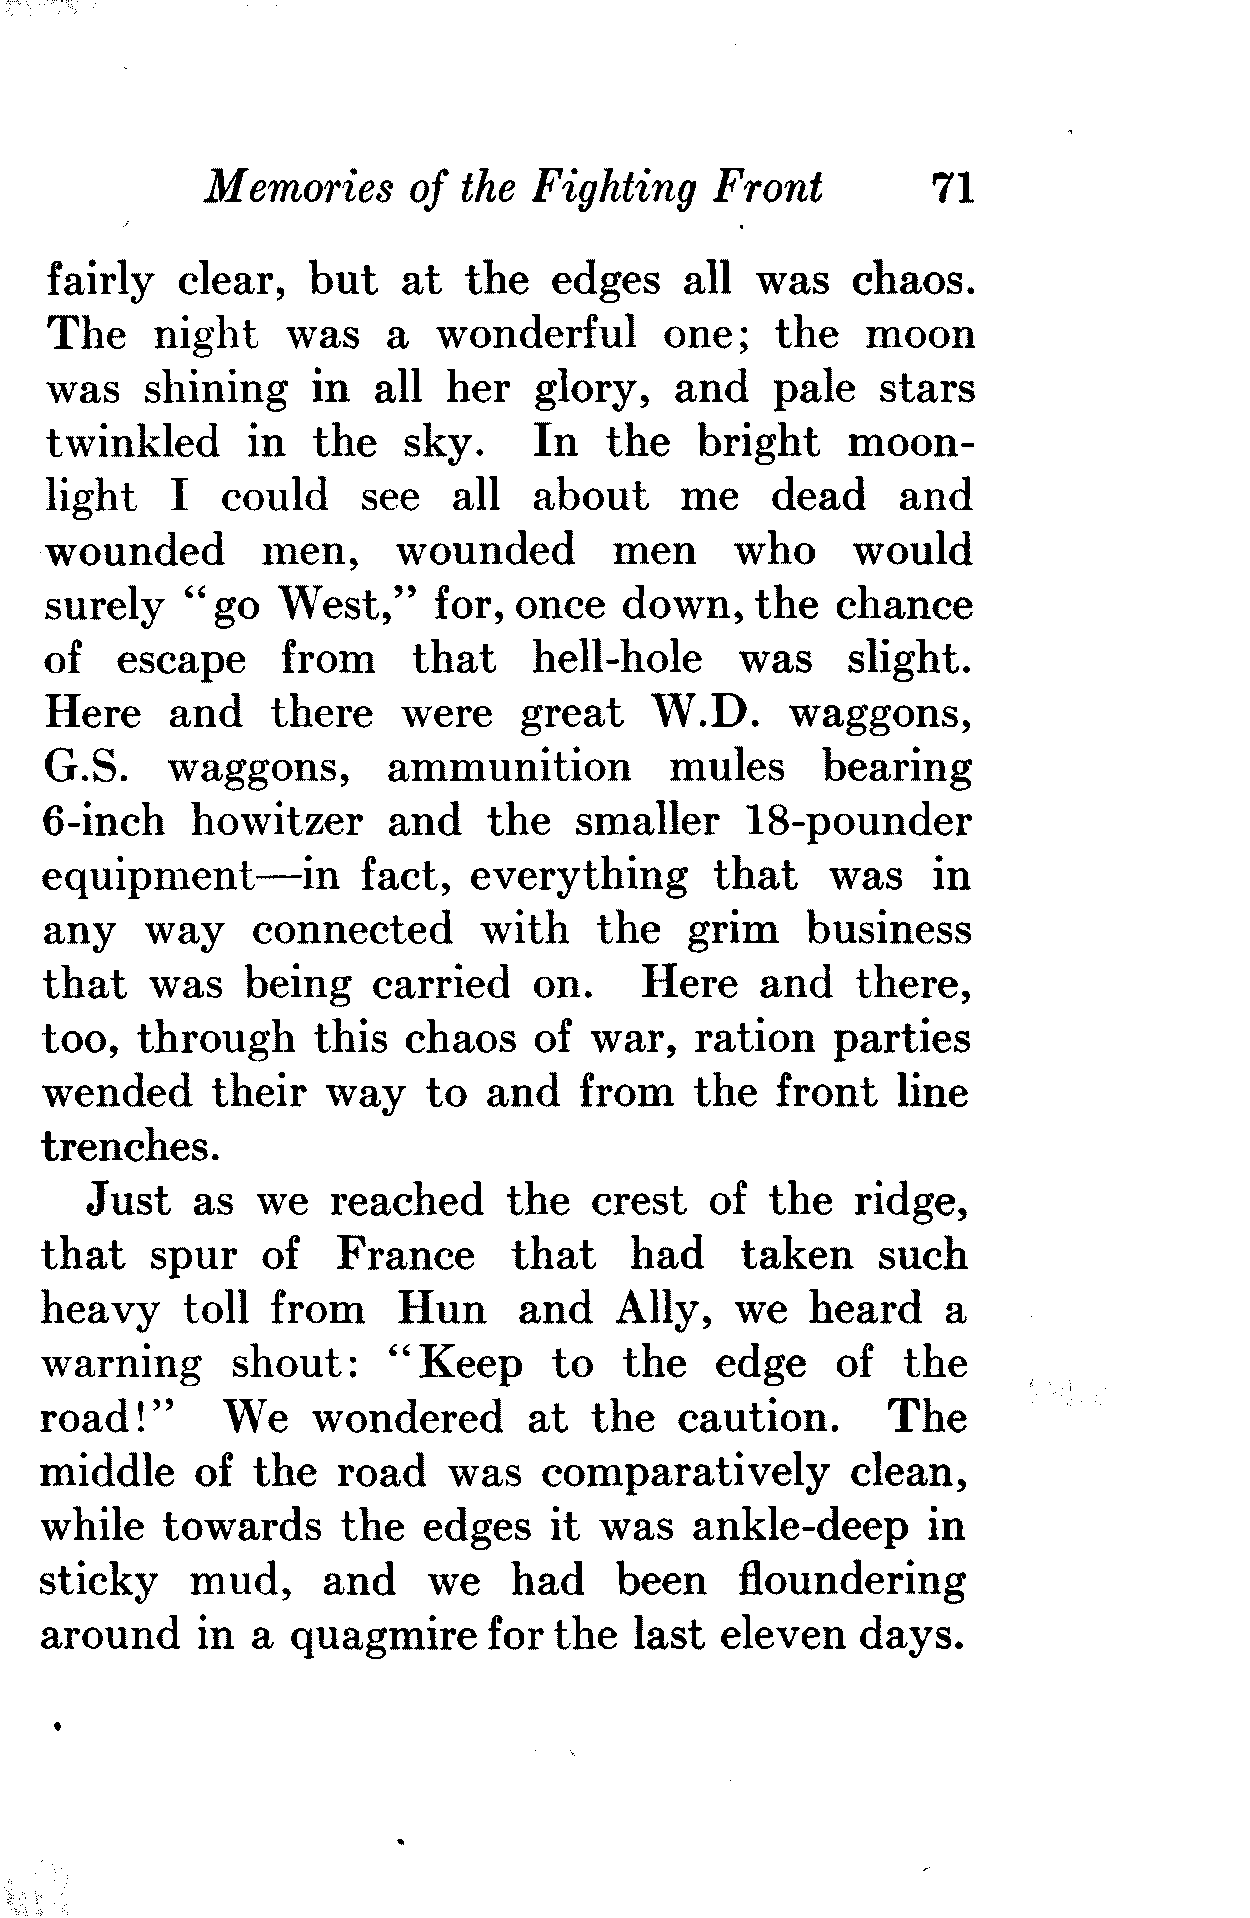 Memories of the Fighting Front 71
fairly clear, but at the edges all was chaos.
The night was a wonderful one; the moon
was shining in all her glory, and pale stars
twinkled in the sky. In the bright moon-
light I could see all about me dead and
wounded men, wounded men who would
surely “go West,” for, once down, the chance
of escape from that hell-hole was slight.
Here and there were great W.D. waggons,
G.S. waggons, ammunition mules bearing
6-inch howitzer and the smaller 18-pounder
equipment—in fact, everything that was in
any way connected with the grim business
that was being carried on. Here and there,
too, through this chaos of war, ration parties
wended their way to and from the front line
trenches.
Just as we reached the crest of the ridge,
that spur of France that had taken such
heavy toll from Hun and Ally, we heard a
warning shout: “Keep to the edge of the
road!” We wondered at the caution. The
middle of the road was comparatively clean,
while towards the edges it was ankle-deep in
sticky mud, and we had been floundering
around in a quagmire for the last eleven days.